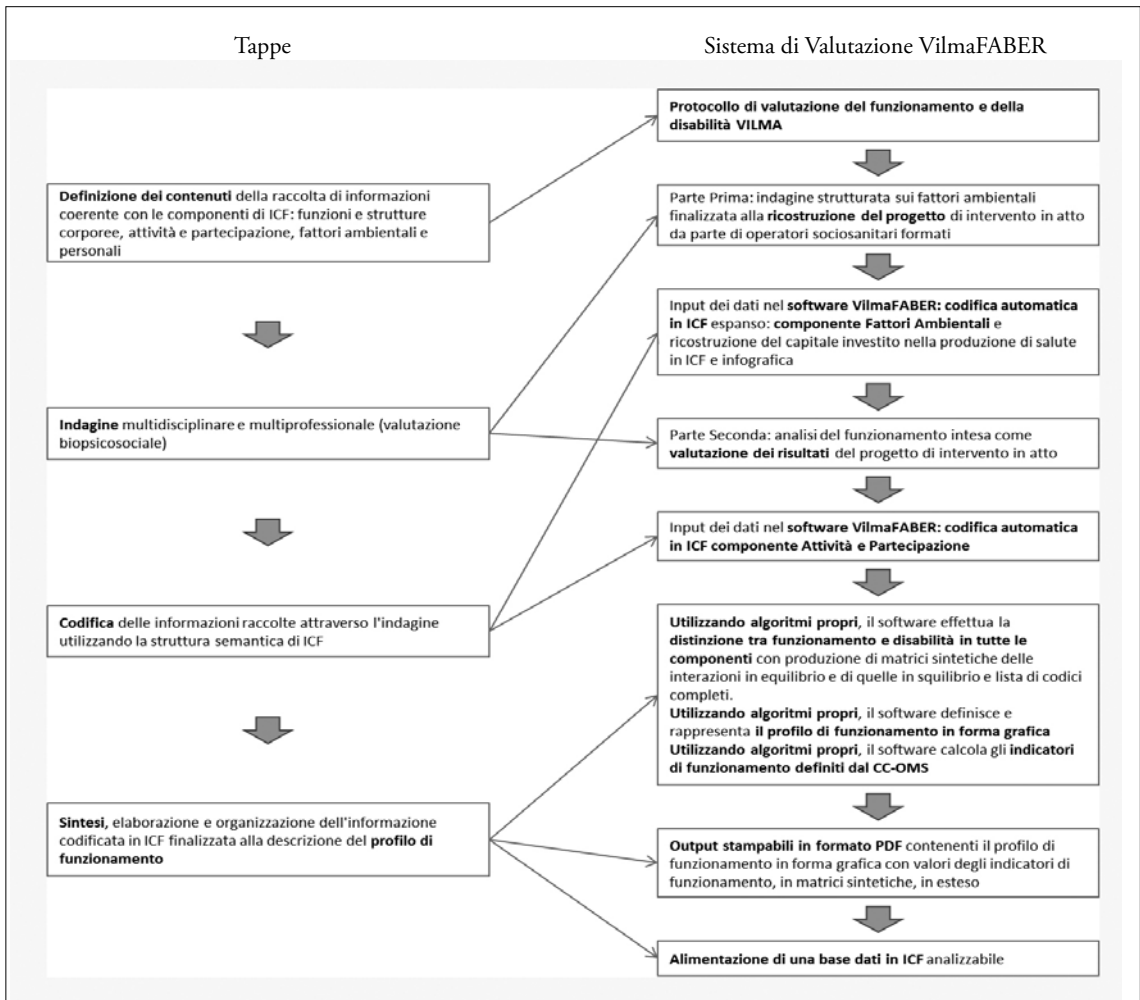 Tappe
Sistema di Valutazione VilmaFABER
Definizione dei contenuti della raccolta di informazioni
coerente con le componenti di ICF: funzioni e strutture
corporee, attività e partecipazione, fattori ambientali e
personali
Indagine multidisciplinare e multiprofessionale (valutazione
biopsicosociale)
Codifica delle informazioni raccolte attraverso l'indagine
utilizzando la struttura semantica di ICF
Sintesi, elaborazione e organizzazione dell'informazione
codificata in ICF finalizzata alla descrizione del profilo di
funzionamento
Protocollo di valutazione del funzionamento e della
disabilità VILMA
Parte Prima: indagine strutturata sui fattori ambientali
finalizzata alla ricostruzione del progetto di intervento in atto
da parte di operatori sociosanitari formati
Input dei dati nel software VilmaFABER: codifica automatica
in ICF espanso: componente Fattori Ambientali e
ricostruzione del capitale investito nella produzione di salute
in ICF e infografica
Parte Seconda: analisi del funzionamento intesa come
valutazione dei risultati del progetto di intervento in atto
Input dei dati nel software VilmaFABER: codifica automatica
in ICF componente Attività e Partecipazione
Utilizzando algoritmi propri, il software effettua la
distinzione tra funzionamento e disabilità in tutte le
componenti con produzione di matrici sintetiche delle
interazioni in equilibrio e di quelle in squilibrio e lista di codici
completi.
Utilizzando algoritmi propri, il software definisce e
rappresenta il profilo di funzionamento in forma grafica
Utilizzando algoritmi propri, il software calcola gli indicatori
di funzionamento definiti dal CC-OMS
Output stampabili in formato PDF contenenti il profilo di
funzionamento in forma grafica con valori degli indicatori di
funzionamento, in matrici sintetiche, in esteso
Alimentazione di una base dati in ICF analizzabile